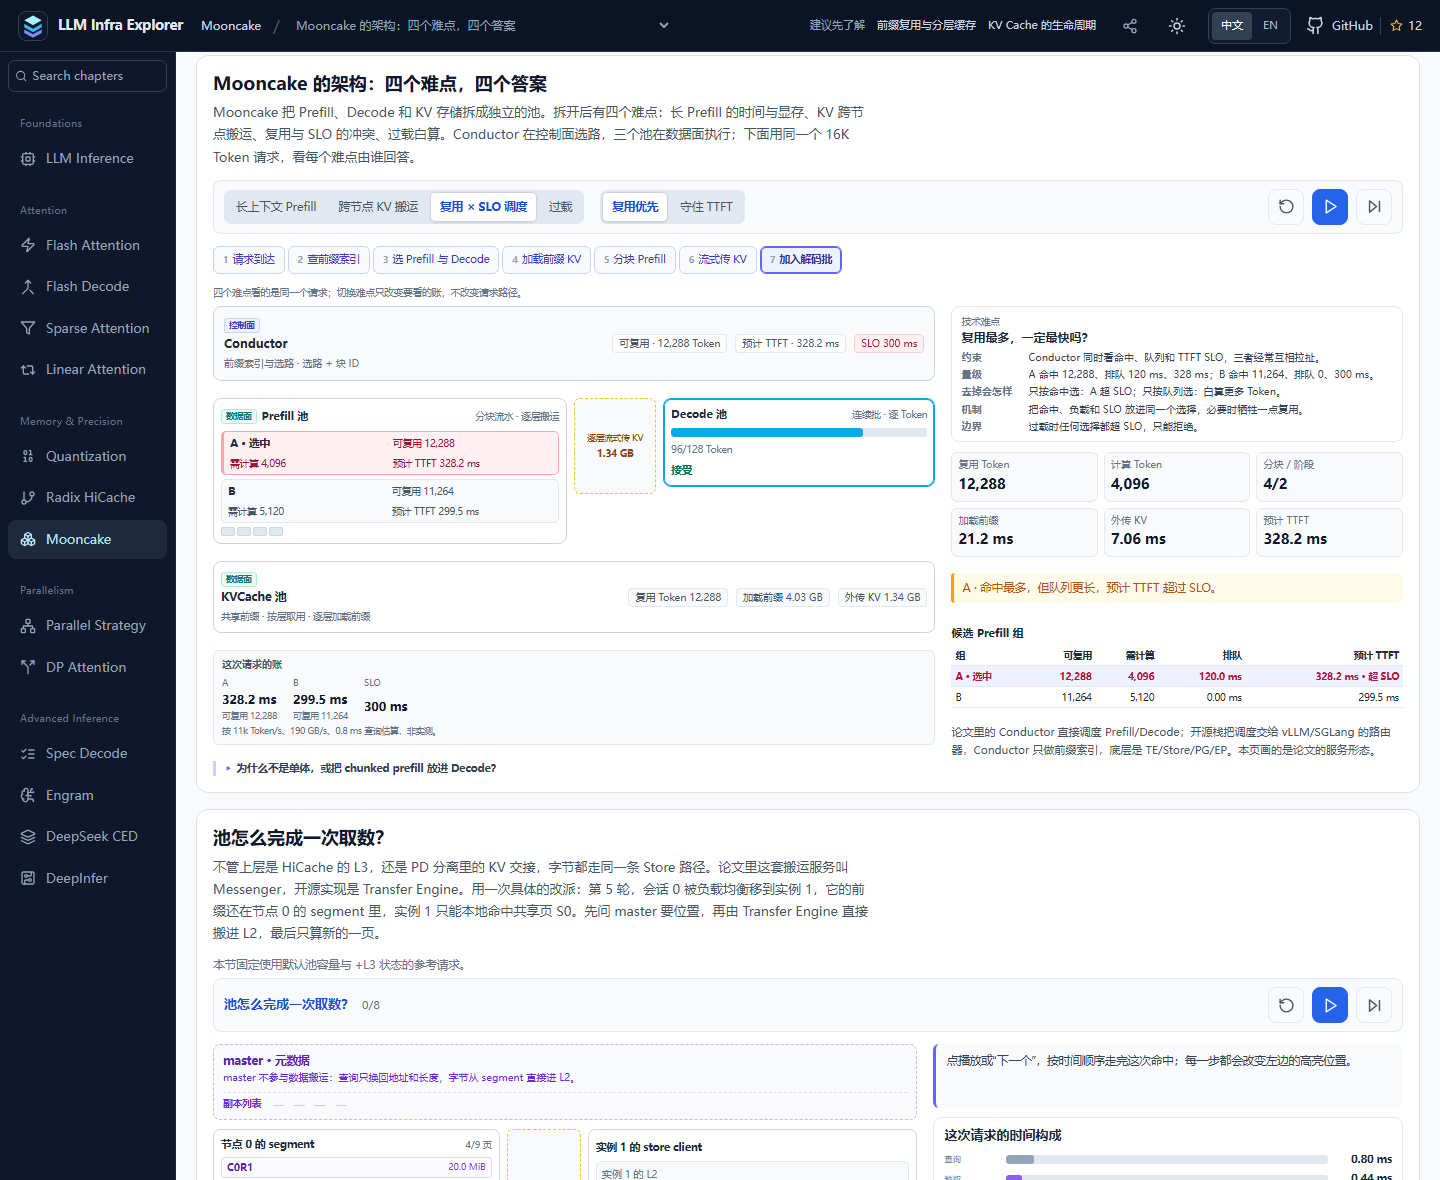 LLM Infra Explorer
Mooncake / Mooncake 的架构：四个难点，四个答案
建议先了解 前缀复用与分层缓存 KV Cache 的生命周期
中文 EN
GitHub 12
Search chapters
Foundations
LLM Inference
Attention
Flash Attention
Flash Decode
Sparse Attention
Linear Attention
Memory & Precision
Quantization
Radix HiCache
Mooncake
Parallelism
Parallel Strategy
DP Attention
Advanced Inference
Spec Decode
Engram
DeepSeek CED
DeepInfer
Mooncake 的架构：四个难点，四个答案
Mooncake 把 Prefill、Decode 和 KV 存储拆成独立的池。拆开后有四个难点：长 Prefill 的时间与显存、KV 跨节
点搬运、复用与 SLO 的冲突、过载白算。Conductor 在控制面选路，三个池在数据面执行；下面用同一个 16K
Token 请求，看每个难点由谁回答。
长上下文 Prefill 跨节点 KV 搬运 复用 × SLO 调度 过载
复用优先 守住 TTFT
1 请求到达 2 查前缀索引 3 选 Prefill 与 Decode 4 加载前缀 KV 5 分块 Prefill 6 流式传 KV 7 加入解码批
四个难点看的是同一个请求；切换难点只改变要看的账，不改变请求路径。
控制面
Conductor
前缀索引与选路 · 选路 + 块 ID
可复用 · 12,288 Token 预计 TTFT · 328.2 ms SLO 300 ms
数据面 Prefill 池 分块流水 · 逐层搬运
A • 选中 可复用 12,288
需计算 4,096 预计 TTFT 328.2 ms
B 可复用 11,264
需计算 5,120 预计 TTFT 299.5 ms
逐层流式传 KV
1.34 GB
Decode 池 连续批 · 逐 Token
96/128 Token
接受
数据面
KVCache 池
共享前缀 · 按层取用 · 逐层加载前缀
复用 Token 12,288 加载前缀 4.03 GB 外传 KV 1.34 GB
这次请求的账
A B SLO
328.2 ms 299.5 ms 300 ms
可复用 12,288 可复用 11,264
按 11k Token/s、190 GB/s、0.8 ms 查询估算，非实测。
▸ 为什么不是单体，或把 chunked prefill 放进 Decode?
技术难点
复用最多，一定最快吗？
约束 Conductor 同时看命中、队列和 TTFT SLO，三者经常互相拉扯。
量级 A 命中 12,288、排队 120 ms、328 ms；B 命中 11,264、排队 0、300 ms。
去掉会怎样 只按命中选：A 超 SLO；只按队列选：白算更多 Token。
机制 把命中、负载和 SLO 放进同一个选择，必要时牺牲一点复用。
边界 过载时任何选择都超 SLO，只能拒绝。
复用 Token 计算 Token 分块 / 阶段
12,288 4,096 4/2
加载前缀 外传 KV 预计 TTFT
21.2 ms 7.06 ms 328.2 ms
A · 命中最多，但队列更长，预计 TTFT 超过 SLO。
候选 Prefill 组
组 可复用 需计算 排队 预计 TTFT
A • 选中 12,288 4,096 120.0 ms 328.2 ms • 超 SLO
B 11,264 5,120 0.00 ms 299.5 ms
论文里的 Conductor 直接调度 Prefill/Decode；开源栈把调度交给 vLLM/SGLang 的路由
器，Conductor 只做前缀索引，底层是 TE/Store/PG/EP。本页画的是论文的服务形态。
池怎么完成一次取数？
不管上层是 HiCache 的 L3，还是 PD 分离里的 KV 交接，字节都走同一条 Store 路径。论文里这套搬运服务叫
Messenger，开源实现是 Transfer Engine。用一次具体的改派：第 5 轮，会话 0 被负载均衡移到实例 1，它的前
缀还在节点 0 的 segment 里，实例 1 只能本地命中共享页 S0。先问 master 要位置，再由 Transfer Engine 直接
搬进 L2，最后只算新的一页。
本节固定使用默认池容量与 +L3 状态的参考请求。
池怎么完成一次取数？ 0/8
master • 元数据
master 不参与数据搬运：查询只换回地址和长度，字节从 segment 直接进 L2。
副本列表 — — — —
节点 0 的 segment 4/9 页
C0R1 20.0 MiB
实例 1 的 store client
实例 1 的 L2
点播放或“下一个”，按时间顺序走完这次命中；每一步都会改变左边的高亮位置。
这次请求的时间构成
查询 0.80 ms
0.44 ms